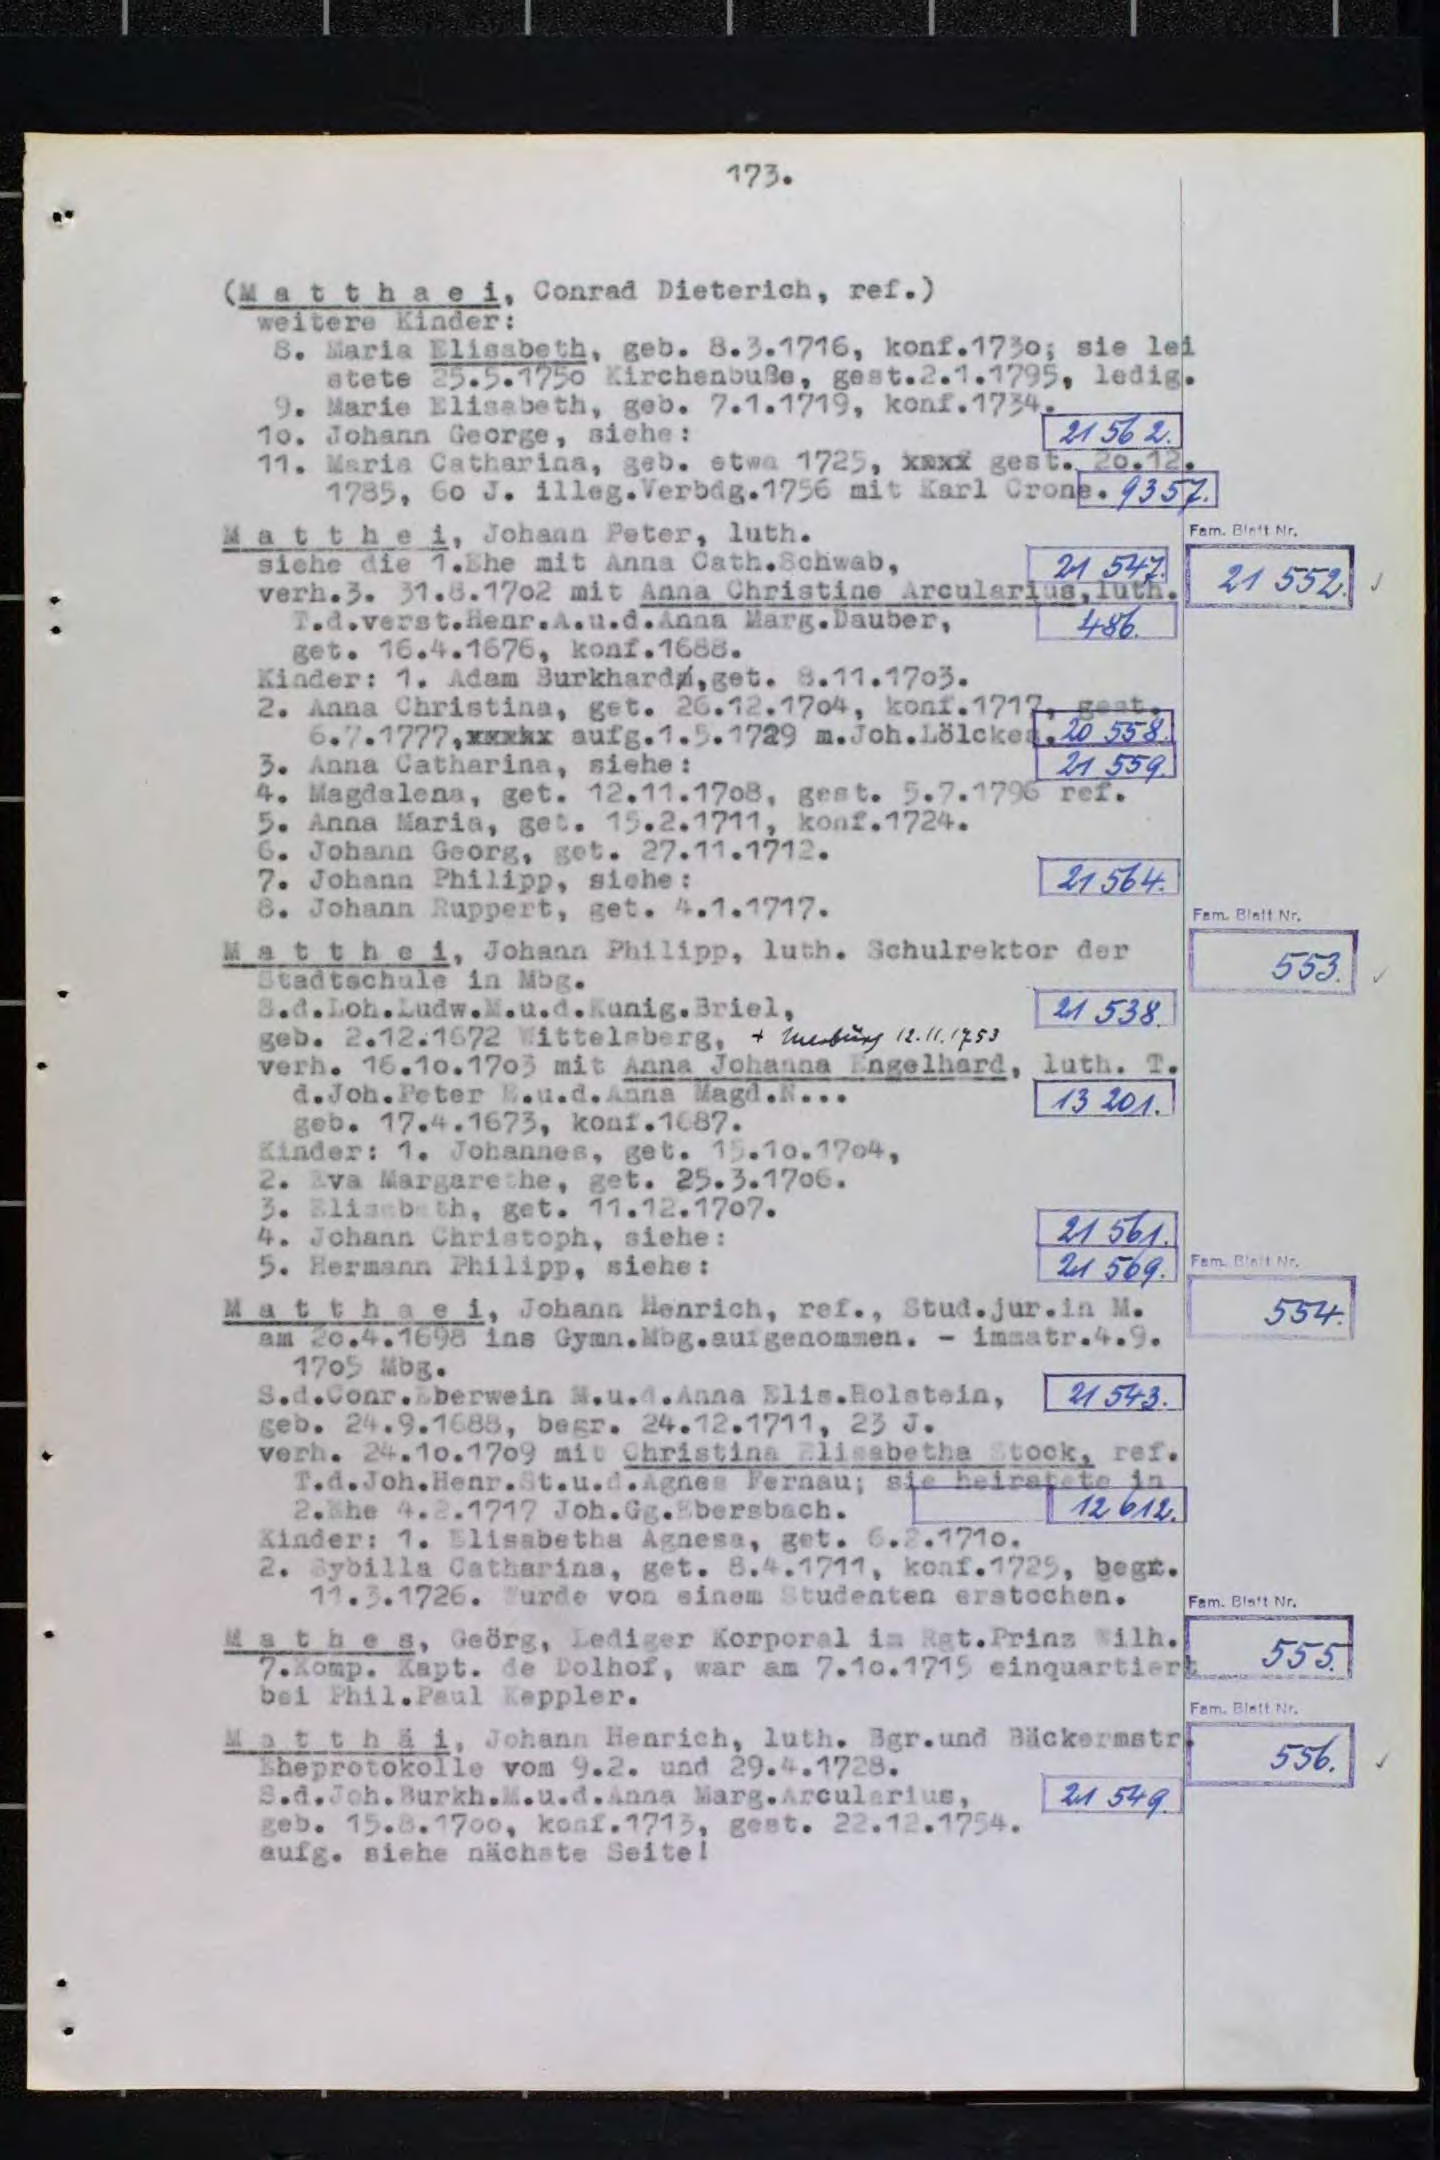 173.
(M a t t h a e i, Conrad Dieterich, ref.)
weitere Kinder:
8. Maria Elisabeth, geb. 8.3.1716, konf.1730; sie lei
stete 25.5.1750 Kirchenbuße, gest.2.1.1795, ledig.
9. Marie Elisabeth, geb. 7.1.1719, konf.1734.
10. Johann George, siehe: 21 562.
11. Maria Catharina, geb. etwa 1725, xxxx gest. 20.12.
1785, 60 J. illeg.Verbdg.1756 mit Karl Crone. 9357.
M a t t h e i, Johann Peter, luth. Fam. Blatt Nr.
siehe die 1.Ehe mit Anna Cath.Schwab, 21 547. 21 552.
verh.3. 31.8.1702 mit Anna Christine Arcularius,luth.
T.d.verst.Henr.A.u.d.Anna Marg.Dauber, 486.
get. 16.4.1676, konf.1688.
Kinder: 1. Adam Burkhard,get. 8.11.1703.
2. Anna Christina, get. 26.12.1704, konf.1717, gest.
6.7.1777,xxxxx aufg.1.5.1729 m.Joh.Lölckes. 20 558.
3. Anna Catharina, siehe: 21 559.
4. Magdalena, get. 12.11.1708, gest. 5.7.1796 ref.
5. Anna Maria, get. 15.2.1711, konf.1724.
6. Johann Georg, get. 27.11.1712.
7. Johann Philipp, siehe: 21 564.
8. Johann Ruppert, get. 4.1.1717.
Fam. Blatt Nr.
M a t t h e i, Johann Philipp, luth. Schulrektor der 553.
Stadtschule in Mbg.
S.d.Loh.Ludw.M.u.d.Kunig.Briel, 21 538.
geb. 2.12.1672 Wittelsberg, + Marburg 12.11.1753
verh. 16.10.1703 mit Anna Johanna Engelhard, luth. T.
d.Joh.Peter E.u.d.Anna Magd.N... 13 201.
geb. 17.4.1673, konf.1687.
Kinder: 1. Johannes, get. 15.10.1704,
2. Eva Margarethe, get. 25.3.1706.
3. Elisabeth, get. 11.12.1707.
4. Johann Christoph, siehe: 21 561.
5. Hermann Philipp, siehe: 21 569. Fam. Blatt Nr.
M a t t h a e i, Johann Henrich, ref., Stud.jur.in M. 554.
am 20.4.1698 ins Gymn.Mbg.aufgenommen. - immatr.4.9.
1705 Mbg.
S.d.Conr.Eberwein M.u.d.Anna Elis.Holstein, 21 543.
geb. 24.9.1688, begr. 24.12.1711, 23 J.
verh. 24.10.1709 mit Christina Elisabetha Stock, ref.
T.d.Joh.Henr.St.u.d.Agnes Fernau; sie heiratete in
2.Ehe 4.2.1717 Joh.Gg.Ebersbach. 12 612.
Kinder: 1. Elisabetha Agnesa, get. 6.2.1710.
2. Sybilla Catharina, get. 8.4.1711, konf.1725, begr.
11.3.1726. Wurde von einem Studenten erstochen. Fam. Blatt Nr.
M a t h e s, Geörg, Lediger Korporal im Rgt.Prinz Wilh. 555.
7.Komp. Kapt. de Dolhof, war am 7.10.1715 einquartiert
bei Phil.Paul Keppler.
Fam. Blatt Nr.
M a t t h ä i, Johann Henrich, luth. Bgr.und Bäckermstr. 556.
Eheprotokolle vom 9.2. und 29.4.1728.
S.d.Joh.Burkh.M.u.d.Anna Marg.Arcularius, 21 549.
geb. 15.8.1700, konf.1713, gest. 22.12.1754.
aufg. siehe nächste Seite!